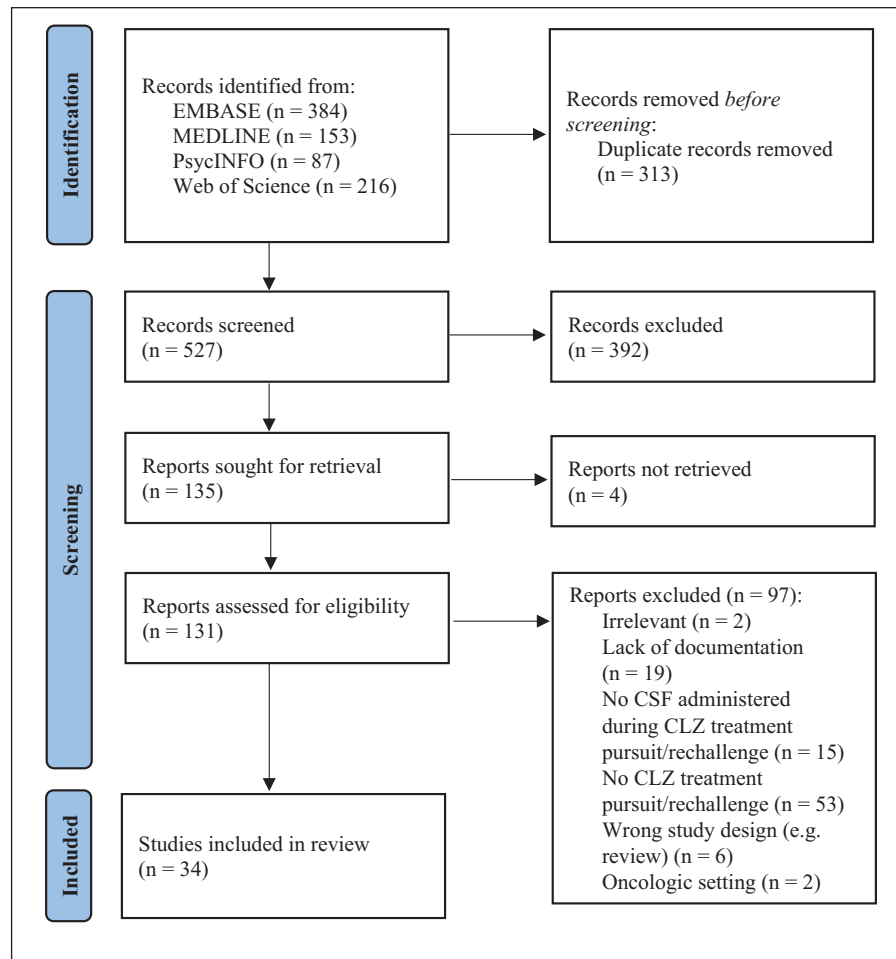 Identification
Records identified from:
EMBASE (n = 384)
MEDLINE (n = 153)
PsycINFO (n = 87)
Web of Science (n = 216)
Records removed before
screening:
Duplicate records removed
(n = 313)
Screening
Records screened
(n = 527)
Records excluded
(n = 392)
Reports sought for retrieval
(n = 135)
Reports not retrieved
(n = 4)
Reports assessed for eligibility
(n = 131)
Reports excluded (n = 97):
Irrelevant (n = 2)
Lack of documentation
(n = 19)
No CSF administered
during CLZ treatment
pursuit/rechallenge (n = 15)
No CLZ treatment
pursuit/rechallenge (n = 53)
Wrong study design (e.g.
review) (n = 6)
Oncologic setting (n = 2)
Included
Studies included in review
(n = 34)